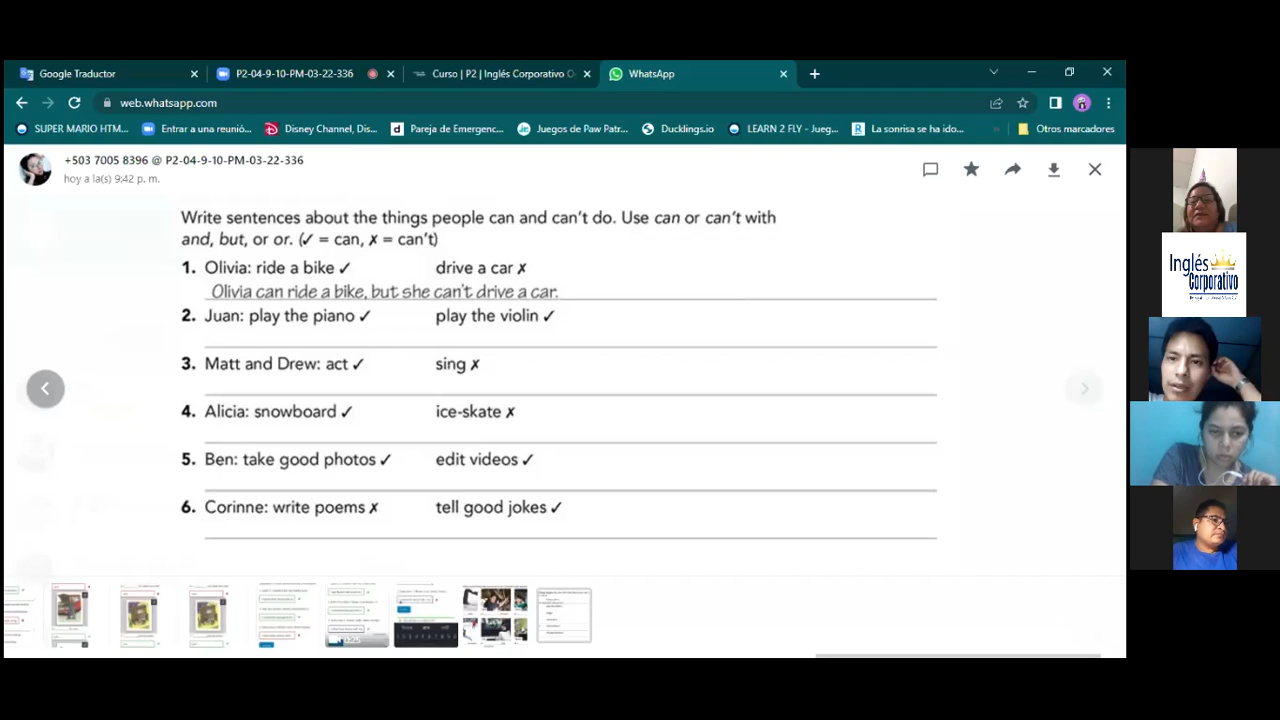 Google Traductor
P2-04-9-10-PM-03-22-336
Curso | P2 | Inglés Corporativo O
WhatsApp
web.whatsapp.com
SUPER MARIO HTM...
Entrar a una reunió...
Disney Channel, Dis...
Pareja de Emergenc...
Juegos de Paw Patr...
Ducklings.io
LEARN 2 FLY - Jueg...
La sonrisa se ha ido...
Otros marcadores
+503 7005 8396 @ P2-04-9-10-PM-03-22-336
hoy a la(s) 9:42 p. m.
Write sentences about the things people can and can't do. Use can or can't with
and, but, or or. (✓ = can, ✗ = can't)
1. Olivia: ride a bike ✓ drive a car ✗
Olivia can ride a bike, but she can't drive a car.
2. Juan: play the piano ✓ play the violin ✓
3. Matt and Drew: act ✓ sing ✗
4. Alicia: snowboard ✓ ice-skate ✗
5. Ben: take good photos ✓ edit videos ✓
6. Corinne: write poems ✗ tell good jokes ✓
Inglés
Corporativo